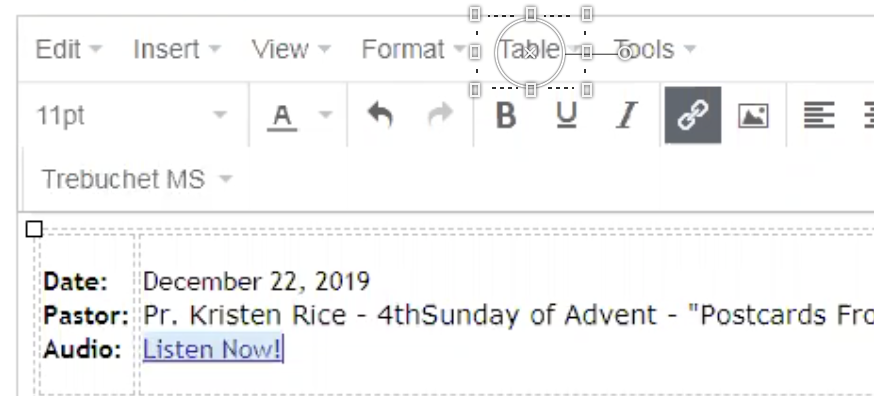 Edit Insert View Format Table Tools
11pt A B U I
Trebuchet MS
Date: December 22, 2019
Pastor: Pr. Kristen Rice - 4thSunday of Advent - "Postcards Fro
Audio: Listen Now!